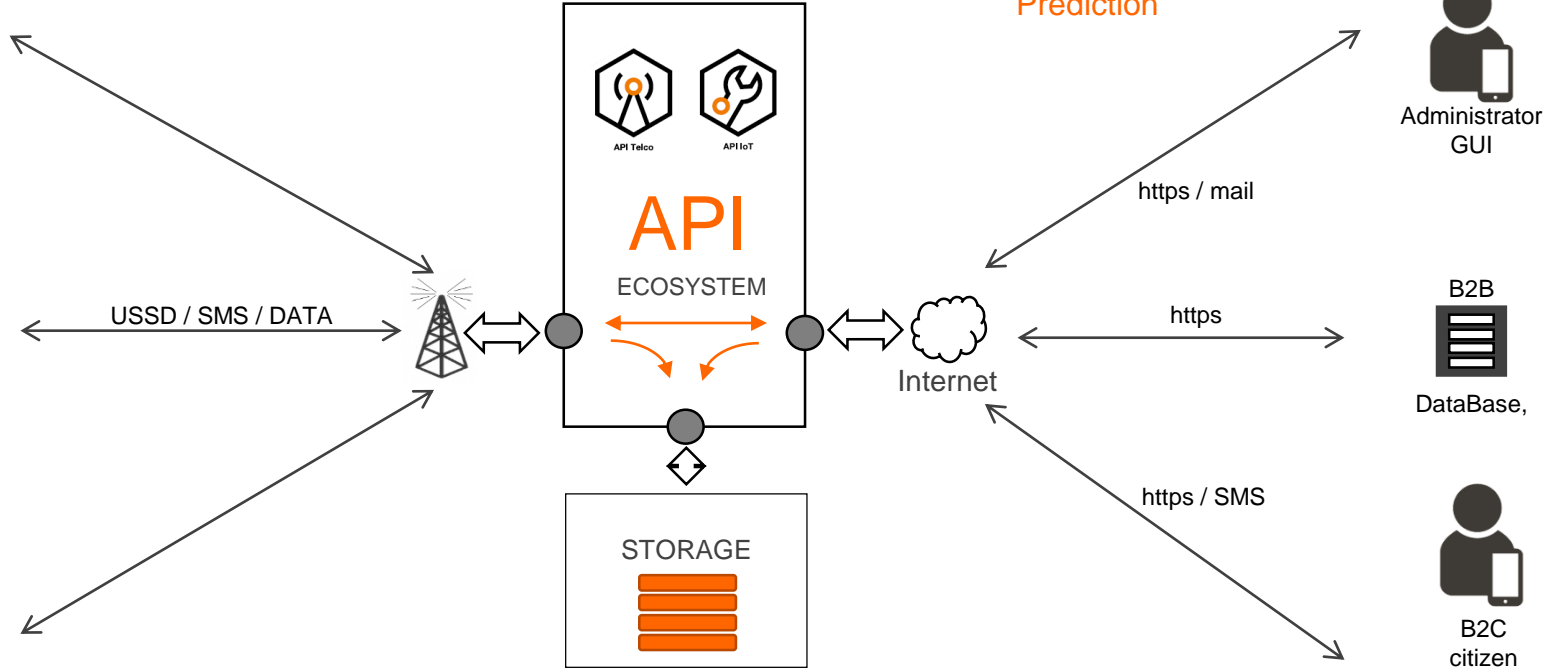 Prediction
API Telco
API IoT
API
ECOSYSTEM
USSD / SMS / DATA
Internet
STORAGE
https / mail
https
https / SMS
Administrator
GUI
B2B
DataBase,
B2C
citizen